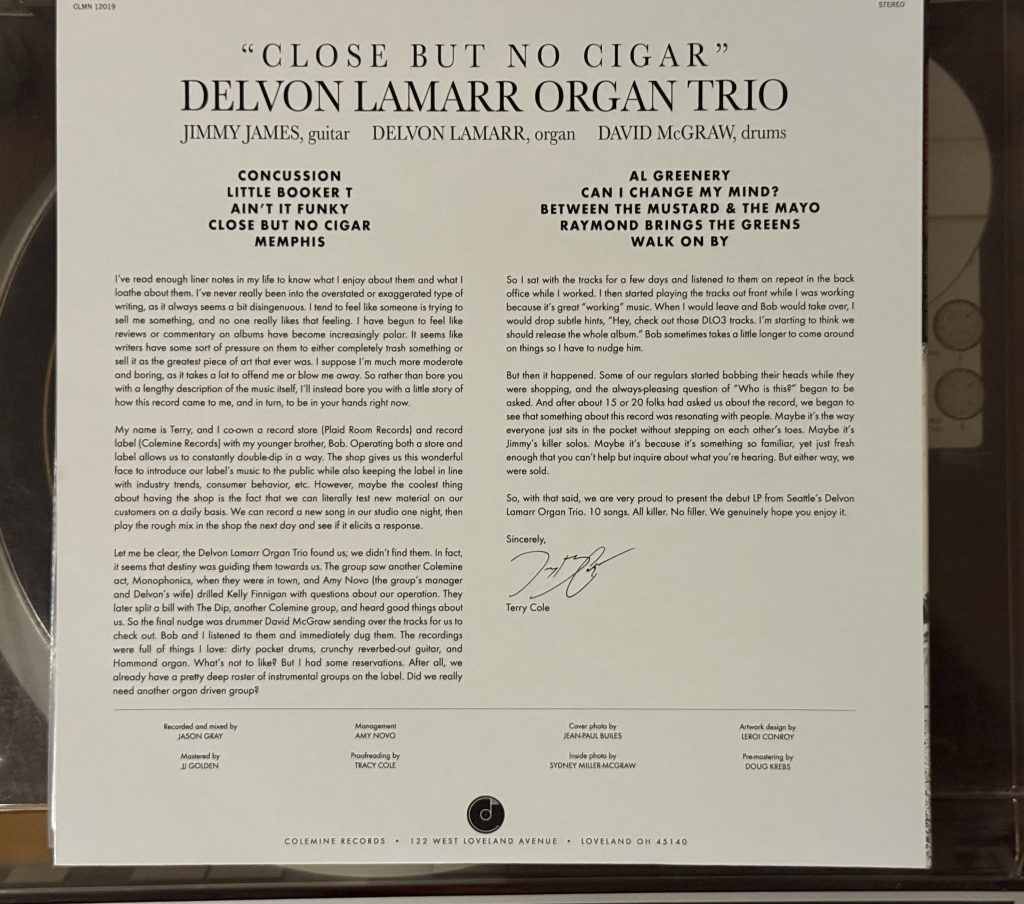 CLMN 12019
STEREO
"CLOSE BUT NO CIGAR"
DELVON LAMARR ORGAN TRIO
JIMMY JAMES, guitar DELVON LAMARR, organ DAVID McGRAW, drums
CONCUSSION
LITTLE BOOKER T
AIN'T IT FUNKY
CLOSE BUT NO CIGAR
MEMPHIS
AL GREENERY
CAN I CHANGE MY MIND?
BETWEEN THE MUSTARD & THE MAYO
RAYMOND BRINGS THE GREENS
WALK ON BY
I've read enough liner notes in my life to know what I enjoy about them and what I
loathe about them. I've never really been into the overstated or exaggerated type of
writing, as it always seems a bit disingenuous. I tend to feel like someone is trying to
sell me something, and no one really likes that feeling. I have begun to feel like
reviews or commentary on albums have become increasingly polar. It seems like
writers have some sort of pressure on them to either completely trash something or
sell it as the greatest piece of art that ever was. I suppose I'm much more moderate
and boring, as it takes a lot to offend me or blow me away. So rather than bore you
with a lengthy description of the music itself, I'll instead bore you with a little story of
how this record came to me, and in turn, to be in your hands right now.
My name is Terry, and I co-own a record store (Plaid Room Records) and record
label (Colemine Records) with my younger brother, Bob. Operating both a store and
label allows us to constantly double-dip in a way. The shop gives us this wonderful
face to introduce our label's music to the public while also keeping the label in line
with industry trends, consumer behavior, etc. However, maybe the coolest thing
about having the shop is the fact that we can literally test new material on our
customers on a daily basis. We can record a new song in our studio one night, then
play the rough mix in the shop the next day and see if it elicits a response.
Let me be clear, the Delvon Lamarr Organ Trio found us; we didn't find them. In fact,
it seems that destiny was guiding them towards us. The group saw another Colemine
act, Monophonics, when they were in town, and Amy Novo (the group's manager
and Delvon's wife) drilled Kelly Finnigan with questions about our operation. They
later split a bill with The Dip, another Colemine group, and heard good things about
us. So the final nudge was drummer David McGraw sending over the tracks for us to
check out. Bob and I listened to them and immediately dug them. The recordings
were full of things I love: dirty pocket drums, crunchy reverbed-out guitar, and
Hammond organ. What's not to like? But I had some reservations. After all, we
already have a pretty deep roster of instrumental groups on the label. Did we really
need another organ driven group?
So I sat with the tracks for a few days and listened to them on repeat in the back
office while I worked. I then started playing the tracks out front while I was working
because it's great "working" music. When I would leave and Bob would take over, I
would drop subtle hints, "Hey, check out those DLO3 tracks. I'm starting to think we
should release the whole album." Bob sometimes takes a little longer to come around
on things so I have to nudge him.
But then it happened. Some of our regulars started bobbing their heads while they
were shopping, and the always-pleasing question of "Who is this?" began to be
asked. And after about 15 or 20 folks had asked us about the record, we began to
see that something about this record was resonating with people. Maybe it's the way
everyone just sits in the pocket without stepping on each other's toes. Maybe it's
Jimmy's killer solos. Maybe it's because it's something so familiar, yet just fresh
enough that you can't help but inquire about what you're hearing. But either way, we
were sold.
So, with that said, we are very proud to present the debut LP from Seattle's Delvon
Lamarr Organ Trio. 10 songs. All killer. No filler. We genuinely hope you enjoy it.
Sincerely,
Terry Cole
Recorded and mixed by
JASON GRAY
Management
AMY NOVO
Cover photo by
JEAN-PAUL BUILES
Artwork design by
LEROI CONROY
Mastered by
JJ GOLDEN
Proofreading by
TRACY COLE
Inside photo by
SYDNEY MILLER-MCGRAW
Pre-mastering by
DOUG KREBS
COLEMINE RECORDS • 122 WEST LOVELAND AVENUE • LOVELAND OH 45140